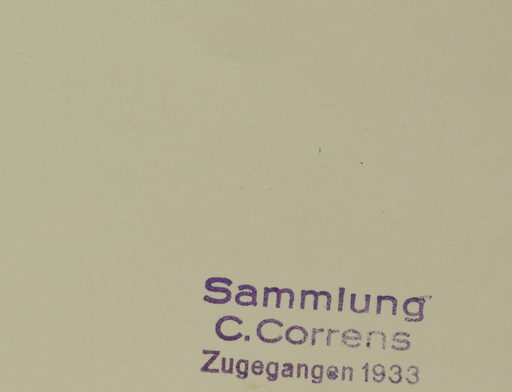 Sammlung
C. Correns
Zugegangen 1933